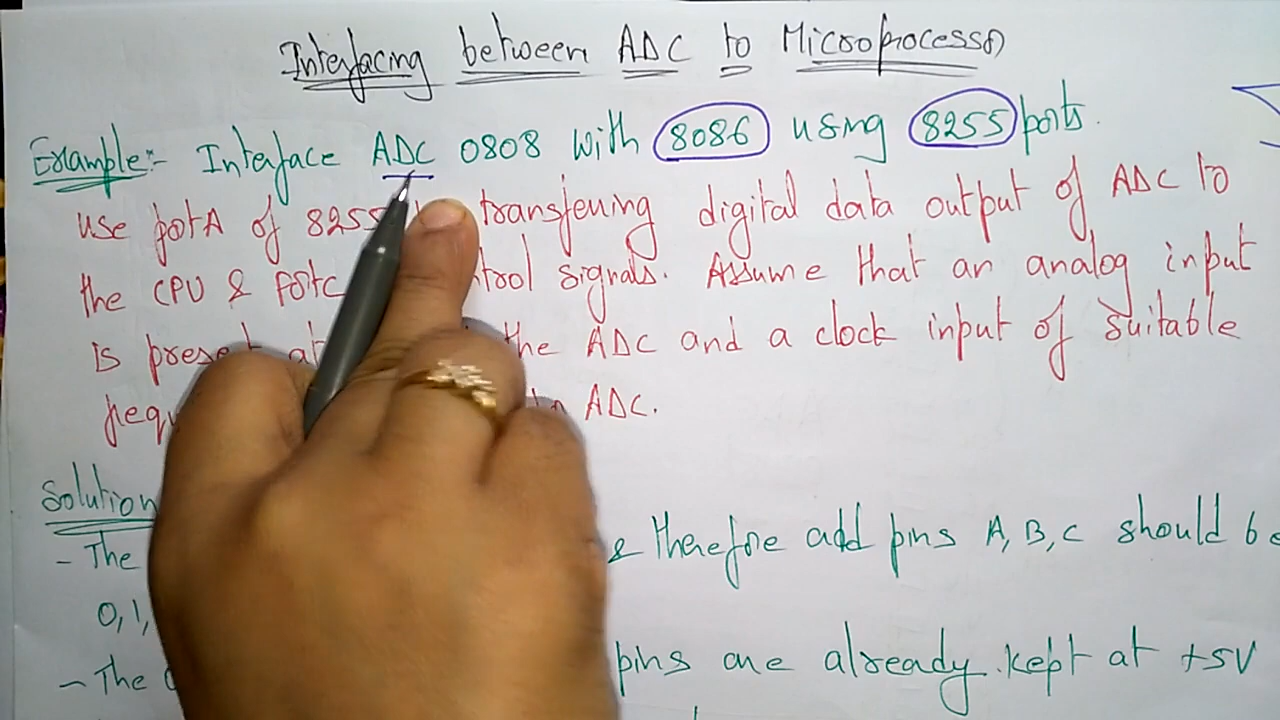 Interfacing between ADC to Microprocessor
Example:- Interface ADC 0808 with 8086 using 8255 ports.
use port A of 8255 transferring digital data output of ADC to
the CPU & Port C signals. Assume that an analog input
is present at the ADC and a clock input of suitable
ADC.
Solution
- The & therefore add pins A, B, C should be
0, 1,
- The pins are already kept at +5V